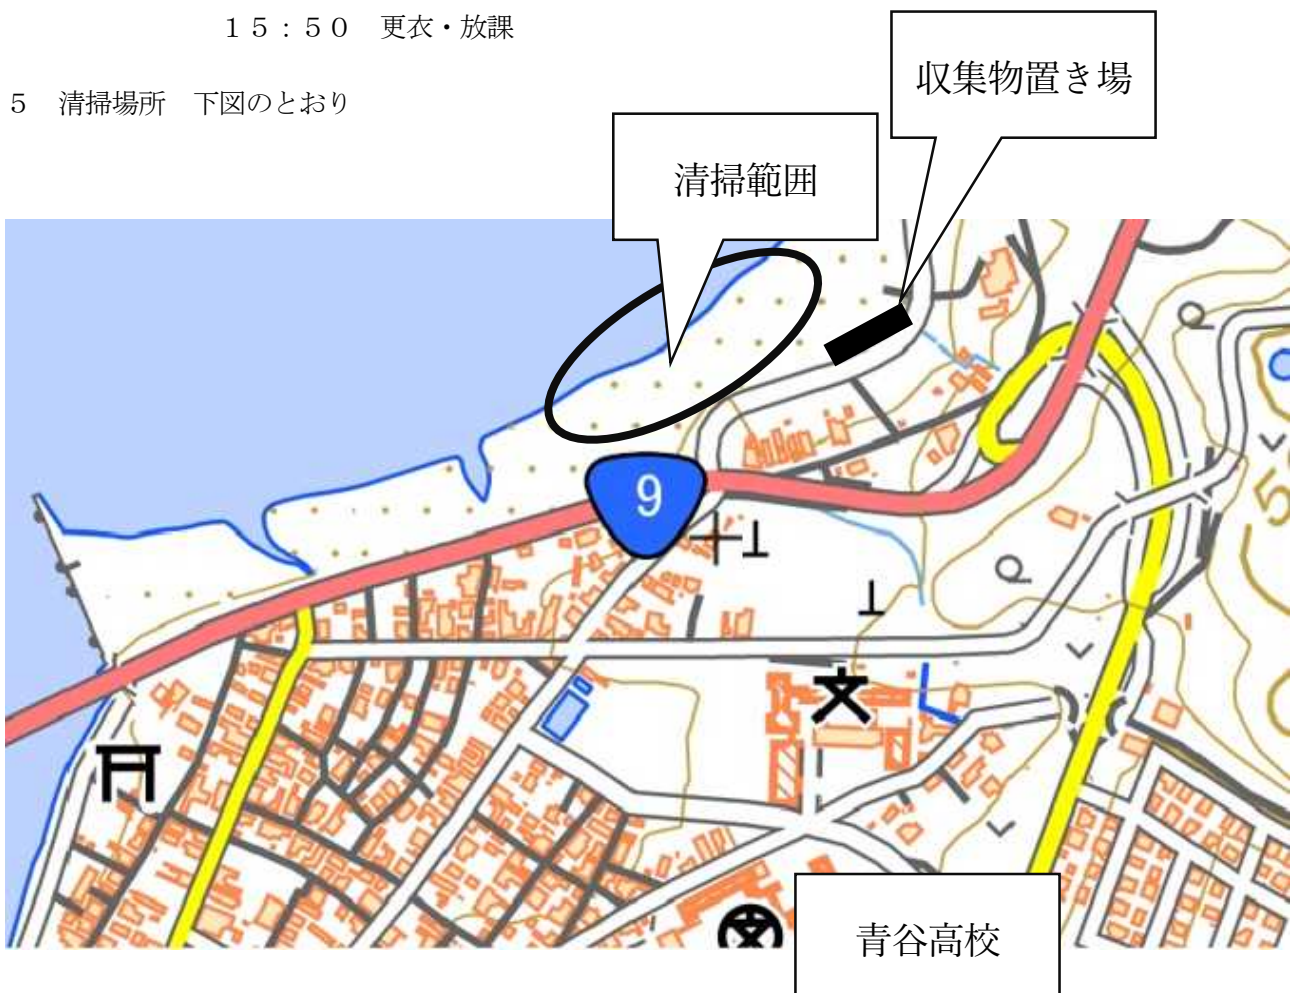 １５：５０　更衣・放課
収集物置き場
５　清掃場所　下図のとおり
清掃範囲
9
青谷高校